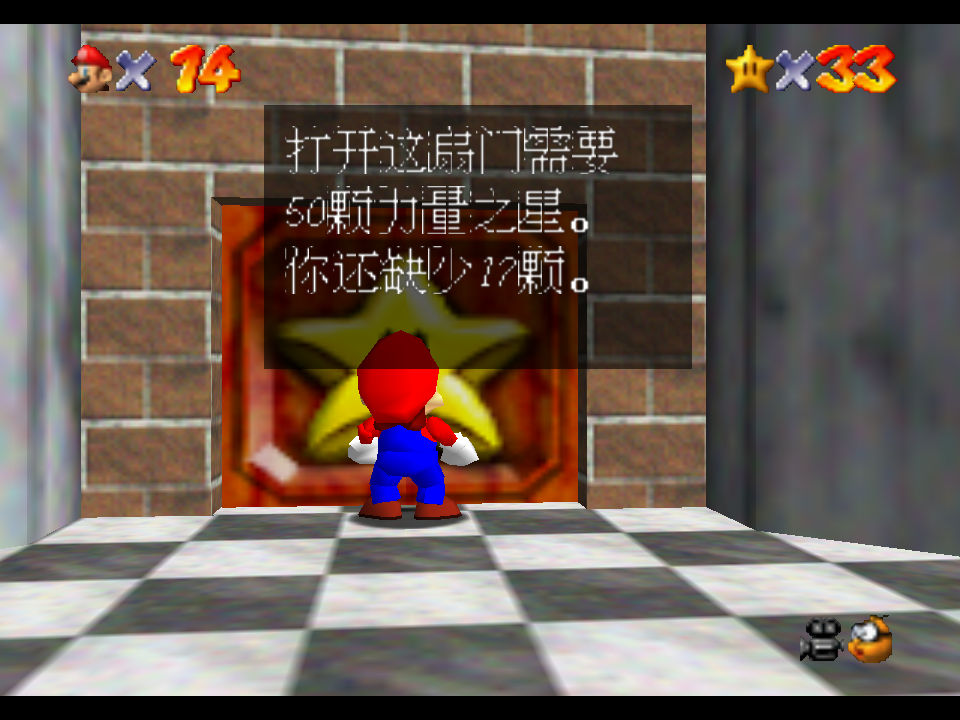 × 14
× 33
打开这扇门需要
50颗力量之星。
你还缺少17颗。